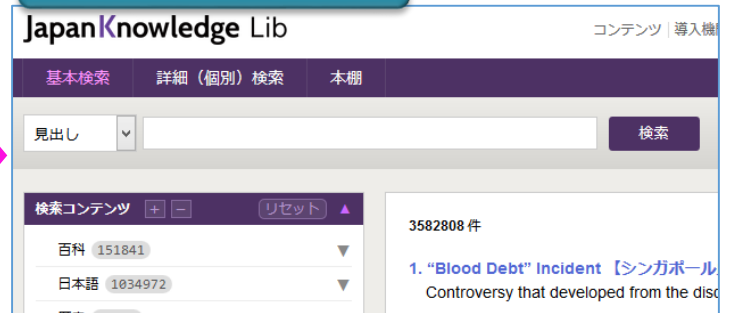 JapanKnowledge Lib
コンテンツ | 導入機
基本検索 詳細（個別）検索 本棚
見出し 検索
検索コンテンツ + - リセット ▲
百科 151841 ▼
日本語 1034972 ▼
3582808 件
1. “Blood Debt” Incident 【シンガポール
Controversy that developed from the disc